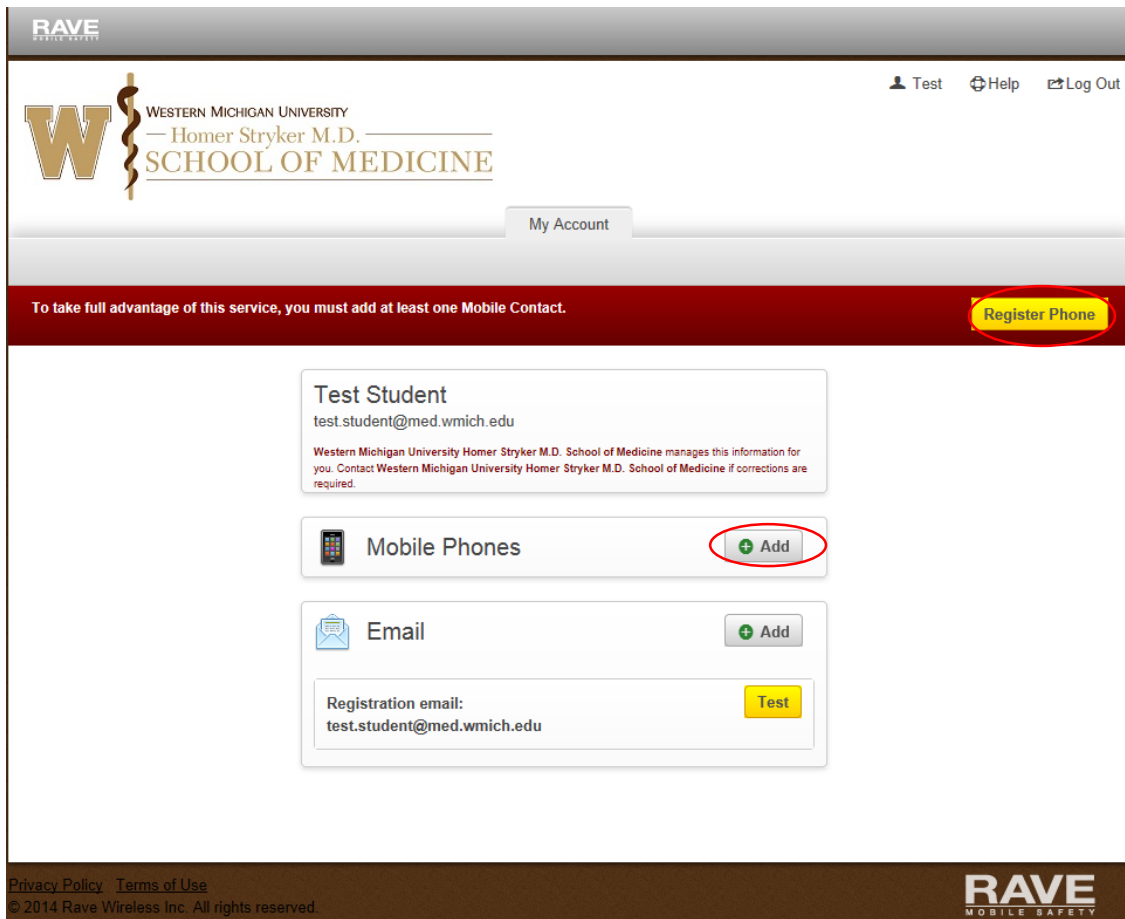 RAVE
MOBILE SAFETY
Test Help Log Out
W
WESTERN MICHIGAN UNIVERSITY
Homer Stryker M.D.
SCHOOL OF MEDICINE
My Account
To take full advantage of this service, you must add at least one Mobile Contact.
Register Phone
Test Student
test.student@med.wmich.edu
Western Michigan University Homer Stryker M.D. School of Medicine manages this information for
you. Contact Western Michigan University Homer Stryker M.D. School of Medicine if corrections are
required.
Mobile Phones
Add
Email
Add
Registration email:
Test
test.student@med.wmich.edu
Privacy Policy Terms of Use
© 2014 Rave Wireless Inc. All rights reserved.
RAVE
MOBILE SAFETY